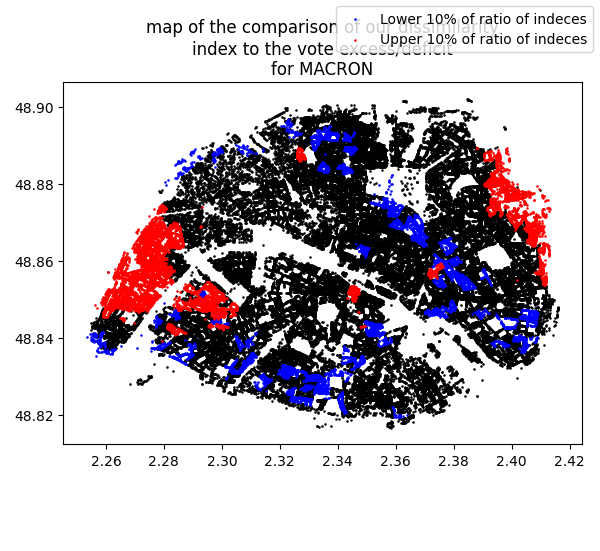 map of the comparison of our dissimilarity
index to the vote excess/deficit
for MACRON
Lower 10% of ratio of indeces
Upper 10% of ratio of indeces
48.90
48.88
48.86
48.84
48.82
2.26 2.28 2.30 2.32 2.34 2.36 2.38 2.40 2.42